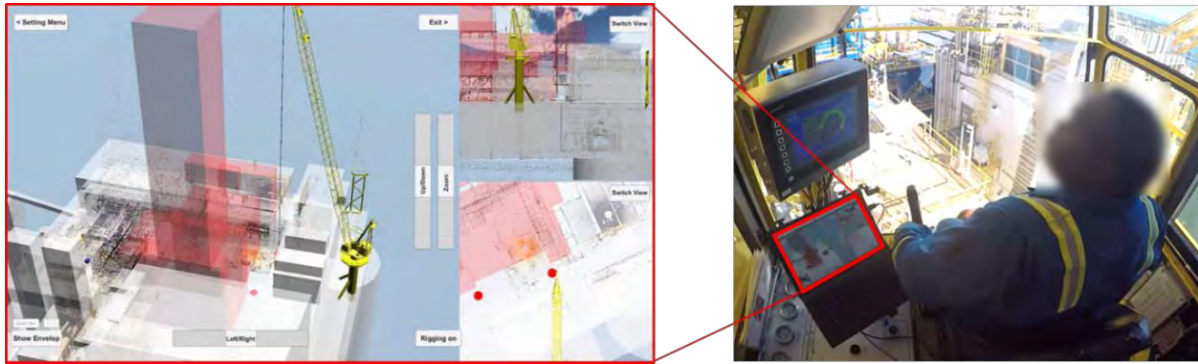 < Setting Menu
Exit >
Switch View
Up/Down
Zoom
Switch View
Show Envelop
Left/Right
Rigging on